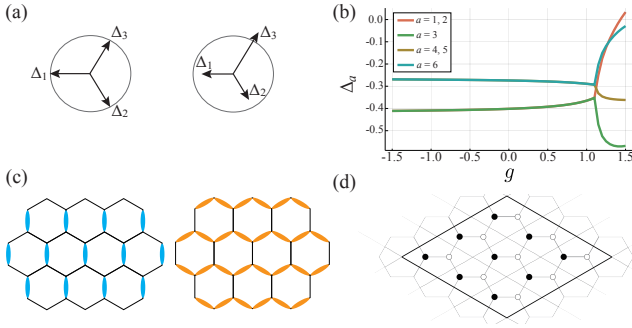 (a)
Δ₁
Δ₃
Δ₂
Δ₁
Δ₃
Δ₂
(b)
Δₐ
0.0
-0.1
-0.2
-0.3
-0.4
-0.5
a = 1, 2
a = 3
a = 4, 5
a = 6
-1.5 -1.0 -0.5 0.0 0.5 1.0 1.5
g
(c)
(d)